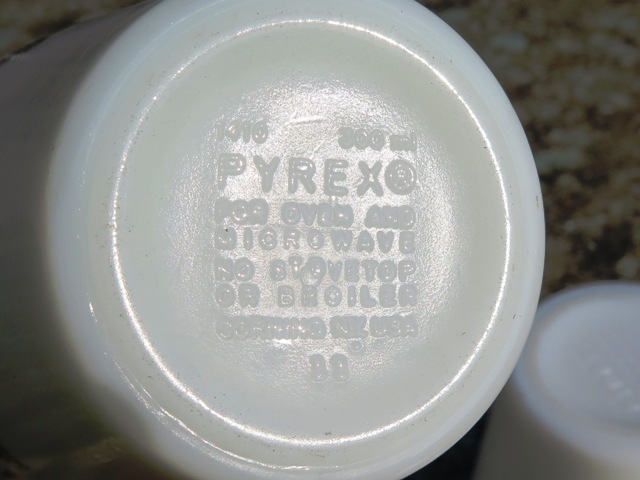 1410 300 ml
PYREX®
FOR OVEN AND
MICROWAVE
NO STOVETOP
OR BROILER
CORNING NY, USA